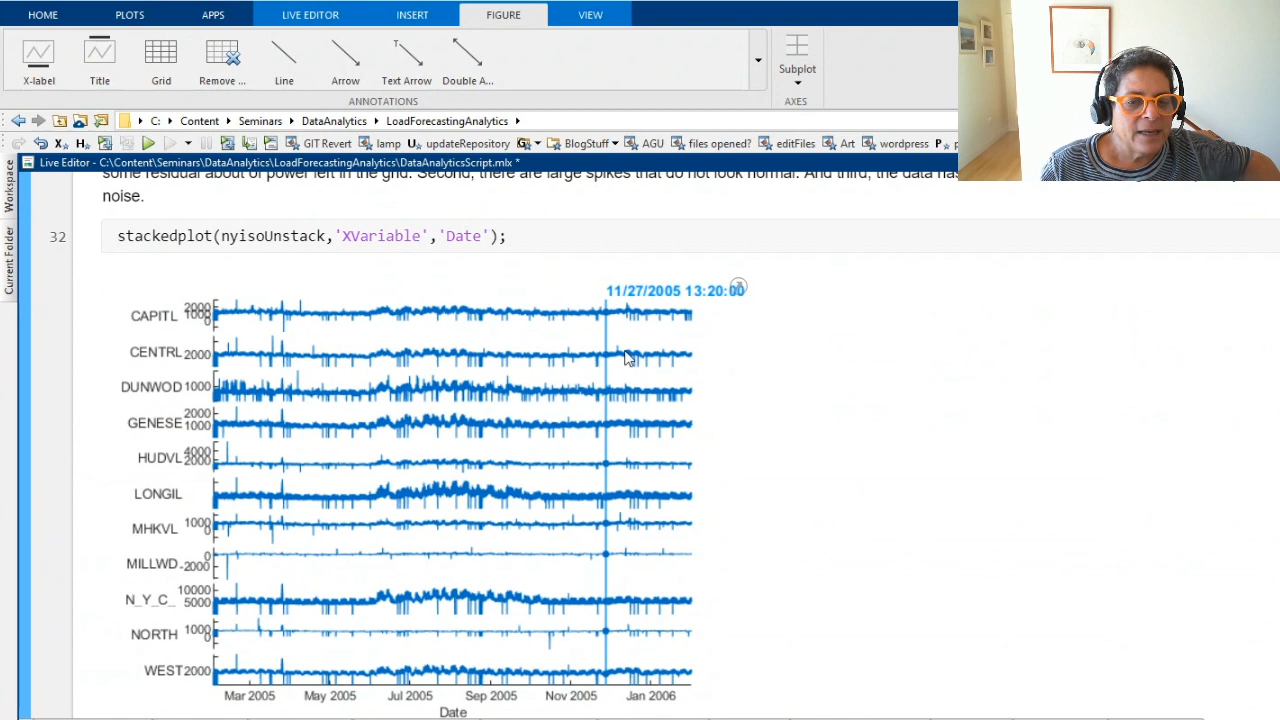 HOME PLOTS APPS LIVE EDITOR INSERT FIGURE VIEW
X-label Title Grid Remove ... Line Arrow Text Arrow Double A... Subplot
ANNOTATIONS AXES
C: Content Seminars DataAnalytics LoadForecastingAnalytics
GIT Revert lamp updateRepository BlogStuff AGU files opened? editFiles Art wordpress
Live Editor - C:\Content\Seminars\DataAnalytics\LoadForecastingAnalytics\DataAnalyticsScript.mlx *
Workspace
Current Folder
some residual about of power left in the grid. Second, there are large spikes that do not look normal. And third, the data has
noise.
32 stackedplot(nyisoUnstack,'XVariable','Date');
11/27/2005 13:20:00
CAPITL 2000 1000 0
CENTRL 2000
DUNWOD 1000
GENESE 2000 1000
HUDVL 4000 2000
LONGIL
MHKVL 1000 0
MILLWD 0 -2000
N_Y_C_ 10000 5000
NORTH 1000 0
WEST 2000
Mar 2005 May 2005 Jul 2005 Sep 2005 Nov 2005 Jan 2006
Date